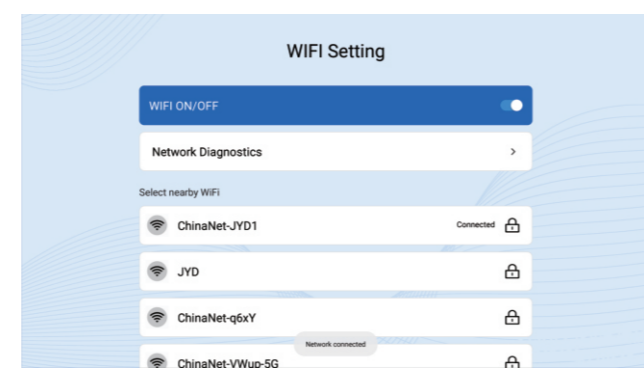 WIFI Setting
WIFI ON/OFF
Network Diagnostics
Select nearby WiFi
ChinaNet-JYD1 Connected
JYD
ChinaNet-q6xY
Network connected
ChinaNet-VWup-5G